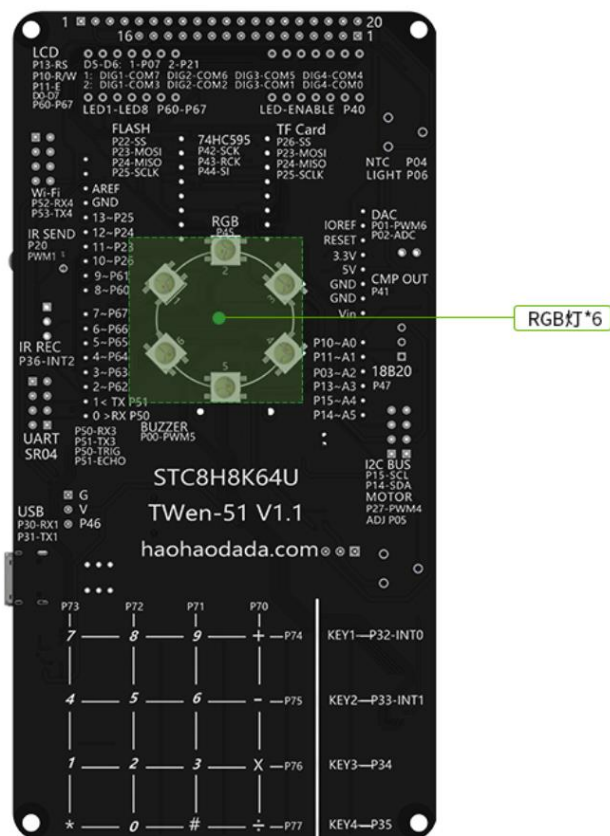 1 20
16 1
LCD
P13-RS
P10-R/W
P11-E
D0-D7
P60-P67
D5-D6: 1-P07 2-P21
1: DIG1-COM7 DIG2-COM6 DIG3-COM5 DIG4-COM4
2: DIG1-COM3 DIG2-COM2 DIG3-COM1 DIG4-COM0
LED1-LED8 P60-P67
LED-ENABLE P40
FLASH
P22-SS
P23-MOSI
P24-MISO
P25-SCLK
74HC595
P42-SCK
P43-RCK
P44-SI
TF Card
P26-SS
P23-MOSI
P24-MISO
P25-SCLK
NTC P04
LIGHT P06
Wi-Fi
P52-RX4
P53-TX4
IR SEND
P20
PWM1
AREF
GND
13~P25
12~P24
11~P23
10~P26
9~P61
8~P60
7~P67
6~P66
5~P65
4~P64
3~P63
2~P62
1< TX P51
0 >RX P50
RGB
P45
1
2
3
4
5
6
RGB灯*6
DAC
P01-PWM6
P02-ADC
IOREF
RESET
3.3V
5V
GND
GND
Vin
CMP OUT
P41
P10~A0
P11~A1
P03~A2
P13~A3
P15~A4
P14~A5
18B20
P47
IR REC
P36-INT2
UART
SR04
P50-RX3
P51-TX3
P50-TRIG
P51-ECHO
BUZZER
P00-PWM5
I2C BUS
P15-SCL
P14-SDA
MOTOR
P27-PWM4
ADJ P05
STC8H8K64U
TWen-51 V1.1
haohaodada.com
G
V
P46
USB
P30-RX1
P31-TX1
P73 P72 P71 P70
7 8 9 + P74 KEY1—P32-INT0
4 5 6 - P75 KEY2—P33-INT1
1 2 3 X P76 KEY3—P34
* 0 # ÷ P77 KEY4—P35